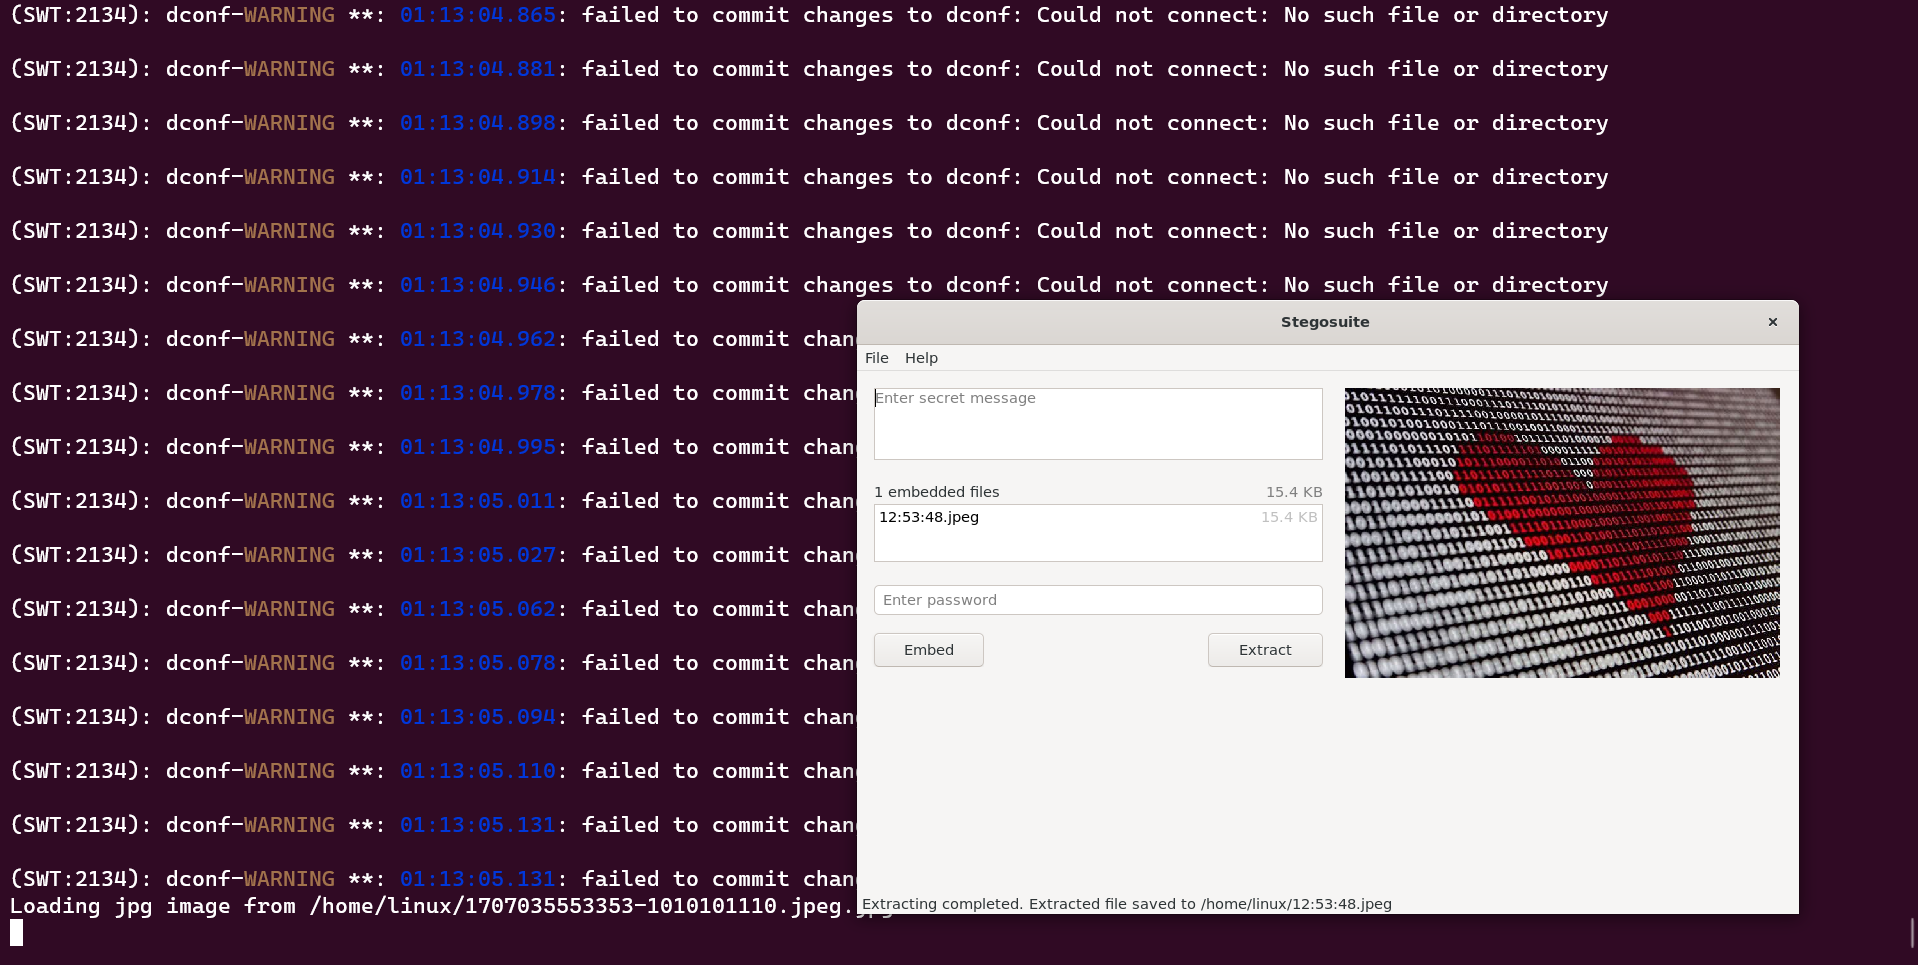 (SWT:2134): dconf-WARNING **: 01:13:04.865: failed to commit changes to dconf: Could not connect: No such file or directory
(SWT:2134): dconf-WARNING **: 01:13:04.881: failed to commit changes to dconf: Could not connect: No such file or directory
(SWT:2134): dconf-WARNING **: 01:13:04.898: failed to commit changes to dconf: Could not connect: No such file or directory
(SWT:2134): dconf-WARNING **: 01:13:04.914: failed to commit changes to dconf: Could not connect: No such file or directory
(SWT:2134): dconf-WARNING **: 01:13:04.930: failed to commit changes to dconf: Could not connect: No such file or directory
(SWT:2134): dconf-WARNING **: 01:13:04.946: failed to commit changes to dconf: Could not connect: No such file or directory
(SWT:2134): dconf-WARNING **: 01:13:04.962: failed to commit chan
(SWT:2134): dconf-WARNING **: 01:13:04.978: failed to commit chan
(SWT:2134): dconf-WARNING **: 01:13:04.995: failed to commit chan
(SWT:2134): dconf-WARNING **: 01:13:05.011: failed to commit chan
(SWT:2134): dconf-WARNING **: 01:13:05.027: failed to commit chan
(SWT:2134): dconf-WARNING **: 01:13:05.062: failed to commit chan
(SWT:2134): dconf-WARNING **: 01:13:05.078: failed to commit chan
(SWT:2134): dconf-WARNING **: 01:13:05.094: failed to commit chan
(SWT:2134): dconf-WARNING **: 01:13:05.110: failed to commit chan
(SWT:2134): dconf-WARNING **: 01:13:05.131: failed to commit chan
(SWT:2134): dconf-WARNING **: 01:13:05.131: failed to commit chan
Loading jpg image from /home/linux/1707035553353-1010101110.jpeg.jpg
Stegosuite
File Help
Enter secret message
1 embedded files 15.4 KB
12:53:48.jpeg 15.4 KB
Enter password
Embed Extract
Extracting completed. Extracted file saved to /home/linux/12:53:48.jpeg